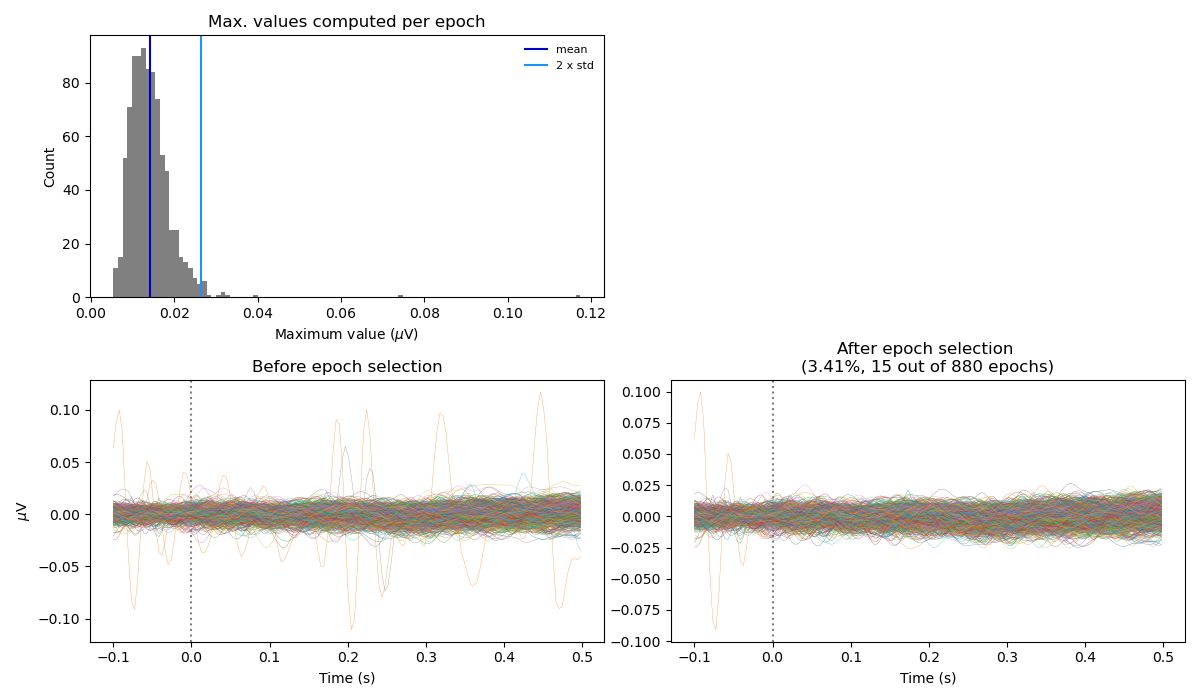 Max. values computed per epoch
mean
2 x std
80
60
40
20
0
Count
0.00 0.02 0.04 0.06 0.08 0.10 0.12
Maximum value (µV)
Before epoch selection
0.10
0.05
0.00
−0.05
−0.10
µV
−0.1 0.0 0.1 0.2 0.3 0.4 0.5
Time (s)
After epoch selection
(3.41%, 15 out of 880 epochs)
0.100
0.075
0.050
0.025
0.000
−0.025
−0.050
−0.075
−0.100
−0.1 0.0 0.1 0.2 0.3 0.4 0.5
Time (s)